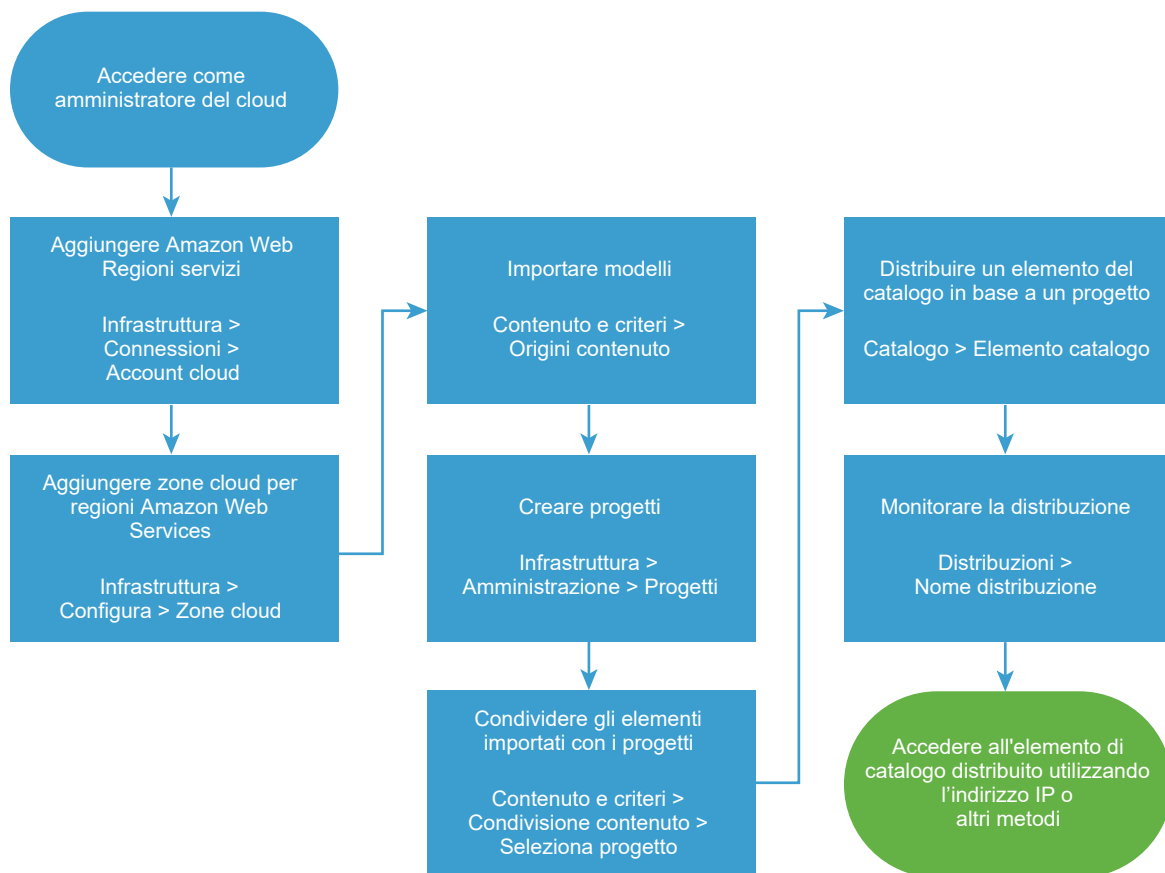 Accedere come
amministratore del cloud
Aggiungere Amazon Web
Regioni servizi
Infrastruttura >
Connessioni >
Account cloud
Aggiungere zone cloud per
regioni Amazon Web
Services
Infrastruttura >
Configura > Zone cloud
Importare modelli
Contenuto e criteri >
Origini contenuto
Creare progetti
Infrastruttura >
Amministrazione > Progetti
Condividere gli elementi
importati con i progetti
Contenuto e criteri >
Condivisione contenuto >
Seleziona progetto
Distribuire un elemento del
catalogo in base a un progetto
Catalogo > Elemento catalogo
Monitorare la distribuzione
Distribuzioni >
Nome distribuzione
Accedere all'elemento di
catalogo distribuito utilizzando
l’indirizzo IP o
altri metodi